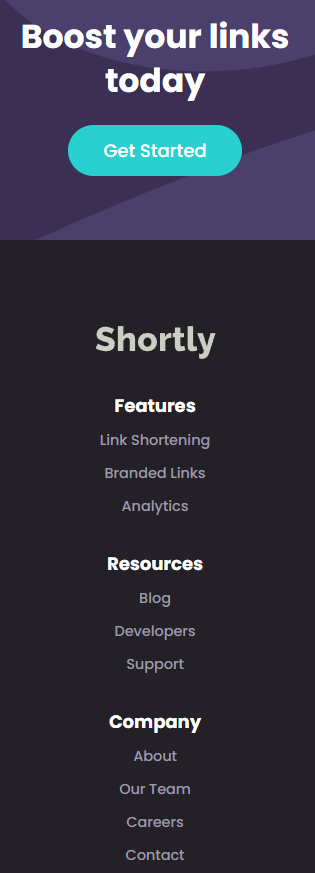 Boost your links
today
Get Started
Shortly
Features
Link Shortening
Branded Links
Analytics
Resources
Blog
Developers
Support
Company
About
Our Team
Careers
Contact